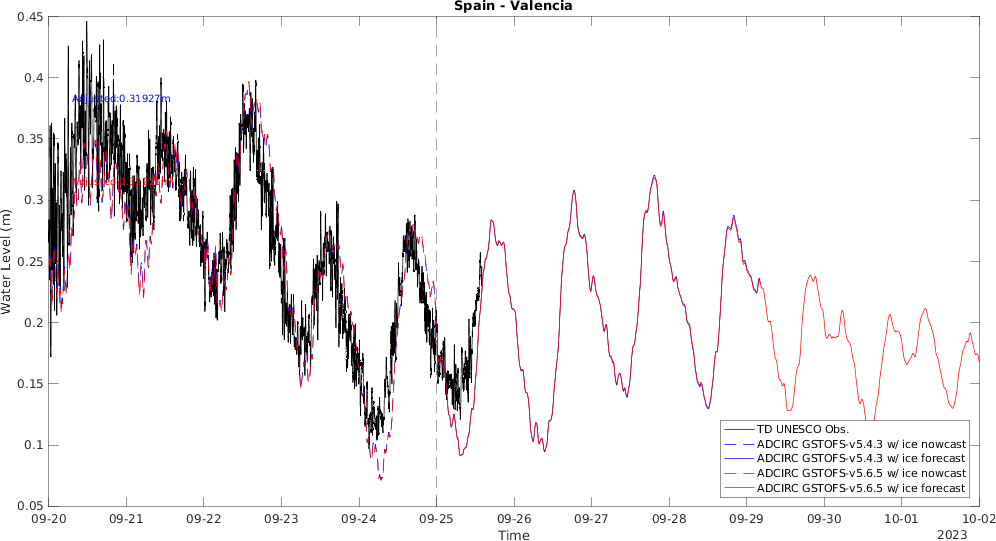 Spain - Valencia
0.45
0.4
0.35
0.3
0.25
0.2
0.15
0.1
0.05
Water Level (m)
Adjusted:0.31927m
09-20
09-21
09-22
09-23
09-24
09-25
09-26
09-27
09-28
09-29
09-30
10-01
10-02
Time
2023
TD UNESCO Obs.
ADCIRC GSTOFS-v5.4.3 w/ ice nowcast
ADCIRC GSTOFS-v5.4.3 w/ ice forecast
ADCIRC GSTOFS-v5.6.5 w/ ice nowcast
ADCIRC GSTOFS-v5.6.5 w/ ice forecast